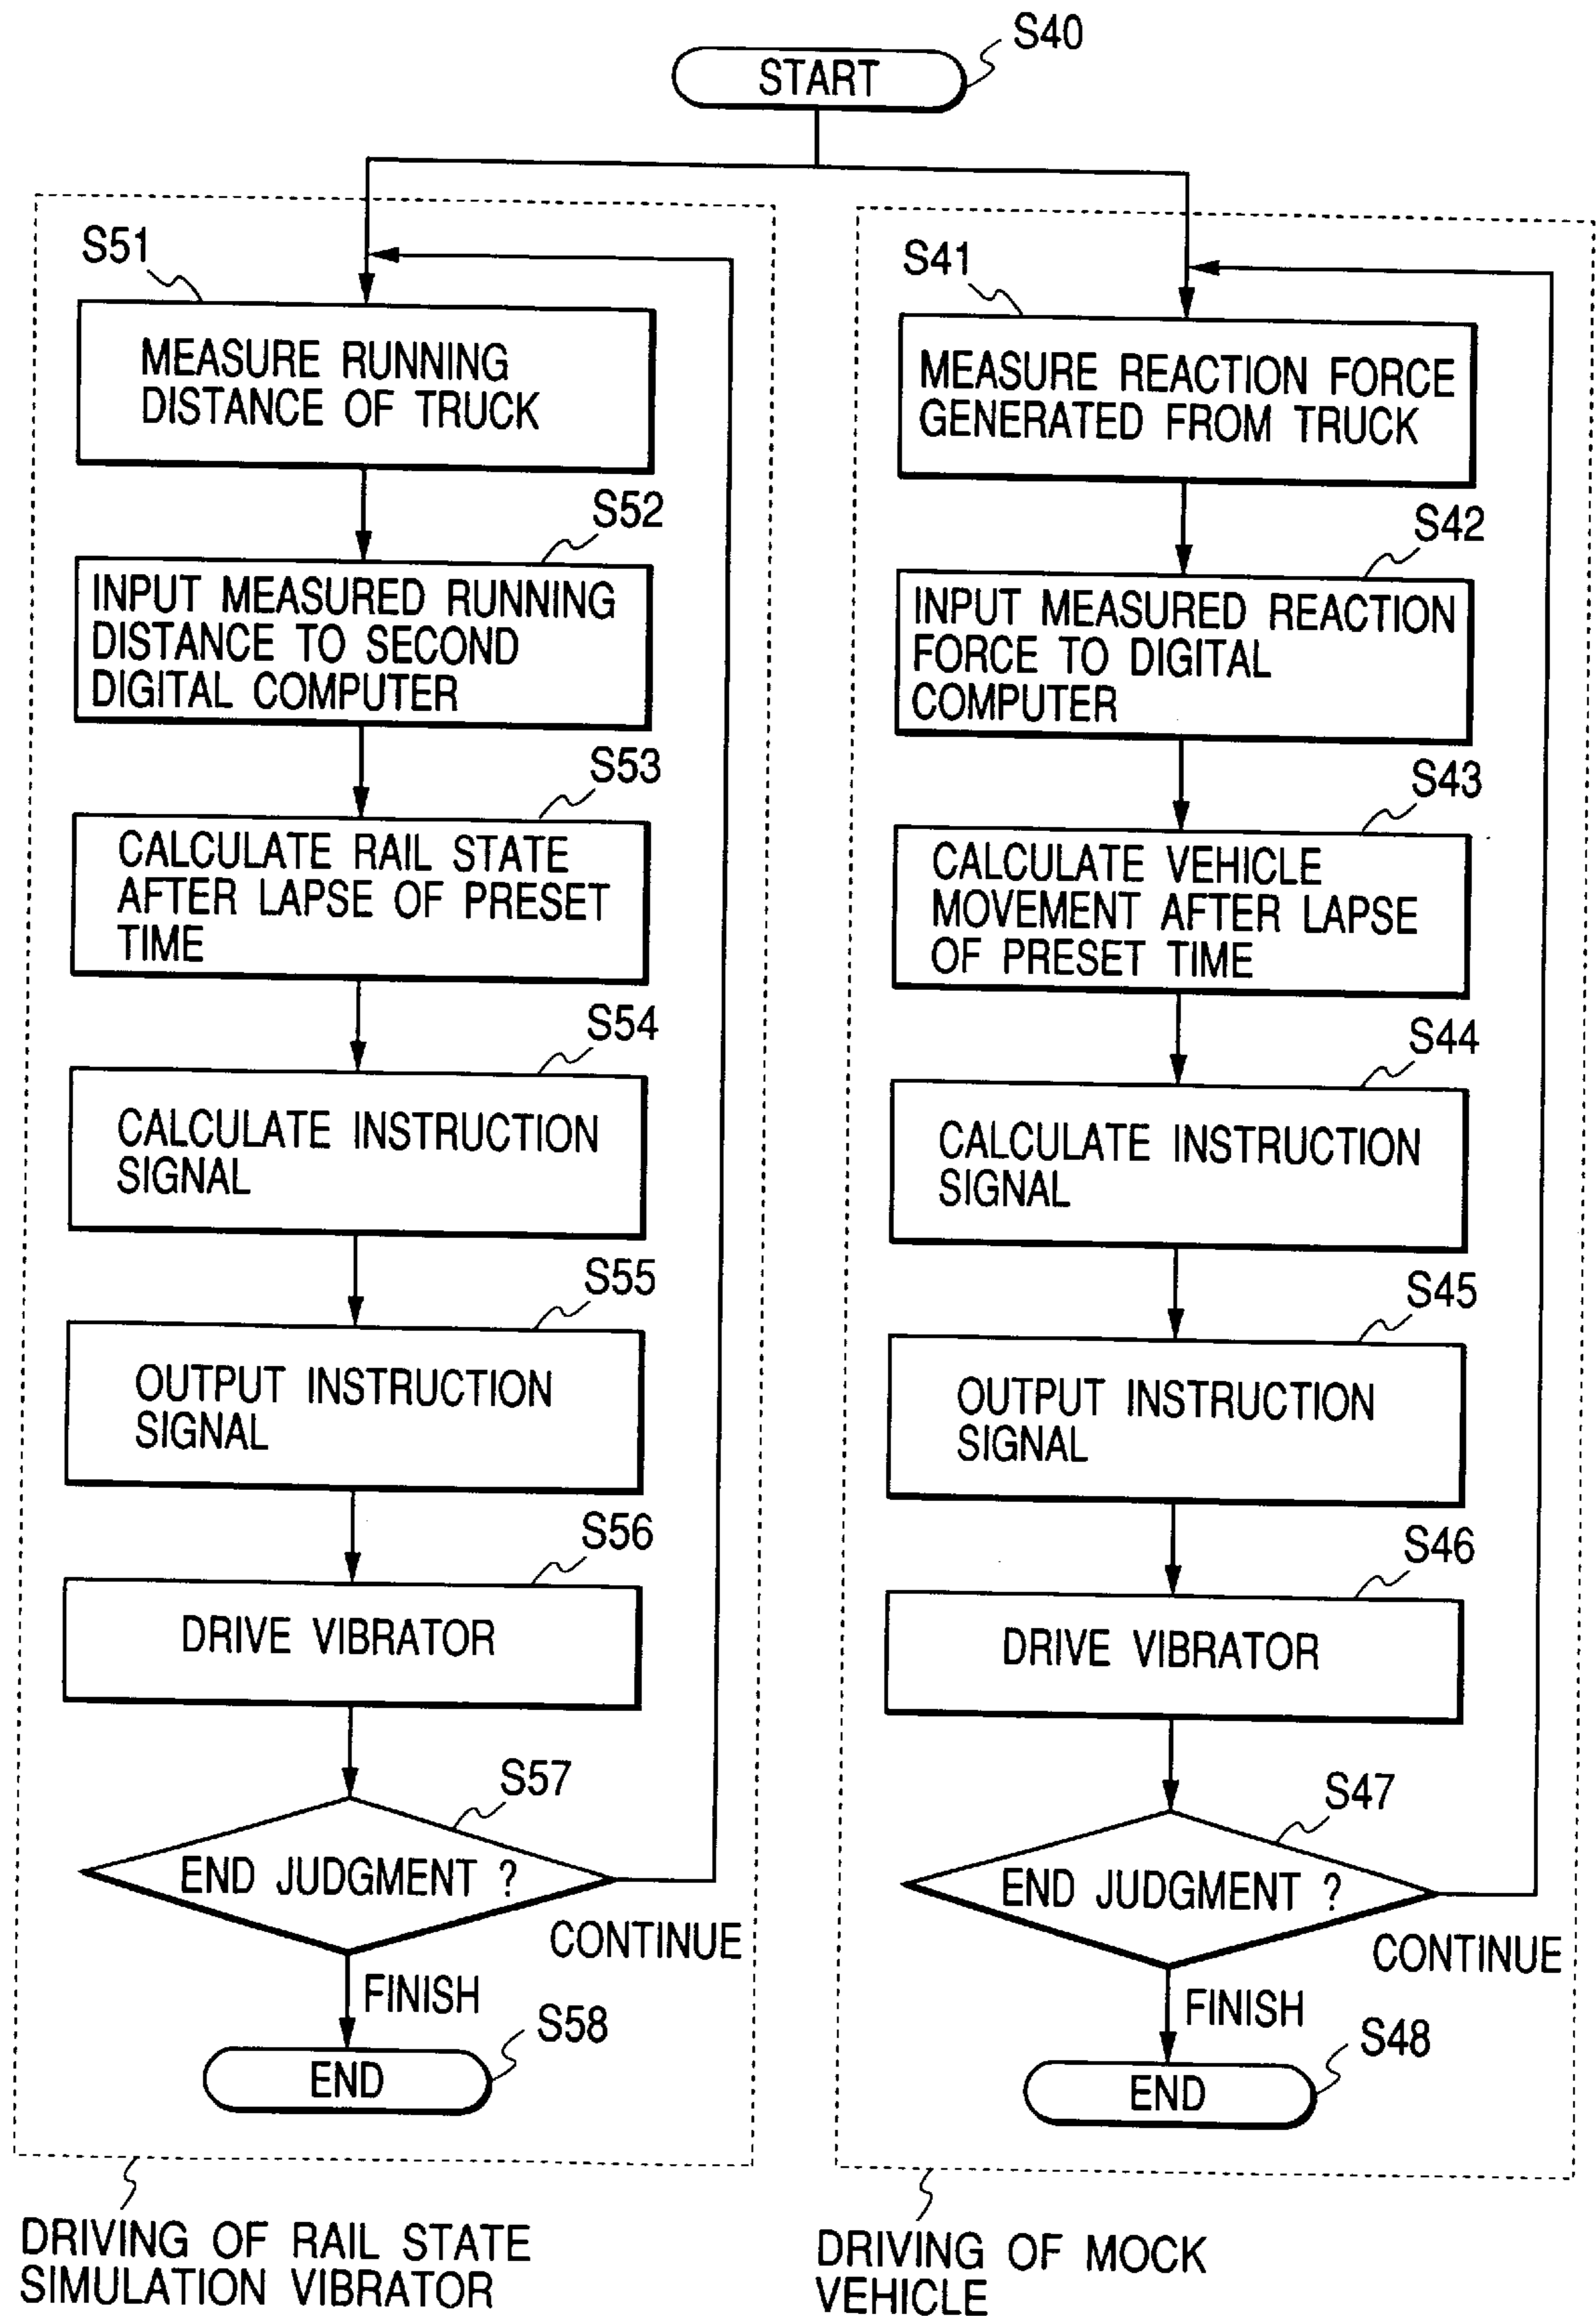 S40
START
S51
MEASURE RUNNING
DISTANCE OF TRUCK
S52
INPUT MEASURED RUNNING
DISTANCE TO SECOND
DIGITAL COMPUTER
S53
CALCULATE RAIL STATE
AFTER LAPSE OF PRESET
TIME
S54
CALCULATE INSTRUCTION
SIGNAL
S55
OUTPUT INSTRUCTION
SIGNAL
S56
DRIVE VIBRATOR
S57
END JUDGMENT ?
CONTINUE
FINISH
S58
END
DRIVING OF RAIL STATE
SIMULATION VIBRATOR
S41
MEASURE REACTION FORCE
GENERATED FROM TRUCK
S42
INPUT MEASURED REACTION
FORCE TO DIGITAL
COMPUTER
S43
CALCULATE VEHICLE
MOVEMENT AFTER LAPSE
OF PRESET TIME
S44
CALCULATE INSTRUCTION
SIGNAL
S45
OUTPUT INSTRUCTION
SIGNAL
S46
DRIVE VIBRATOR
S47
END JUDGMENT ?
CONTINUE
FINISH
S48
END
DRIVING OF MOCK
VEHICLE